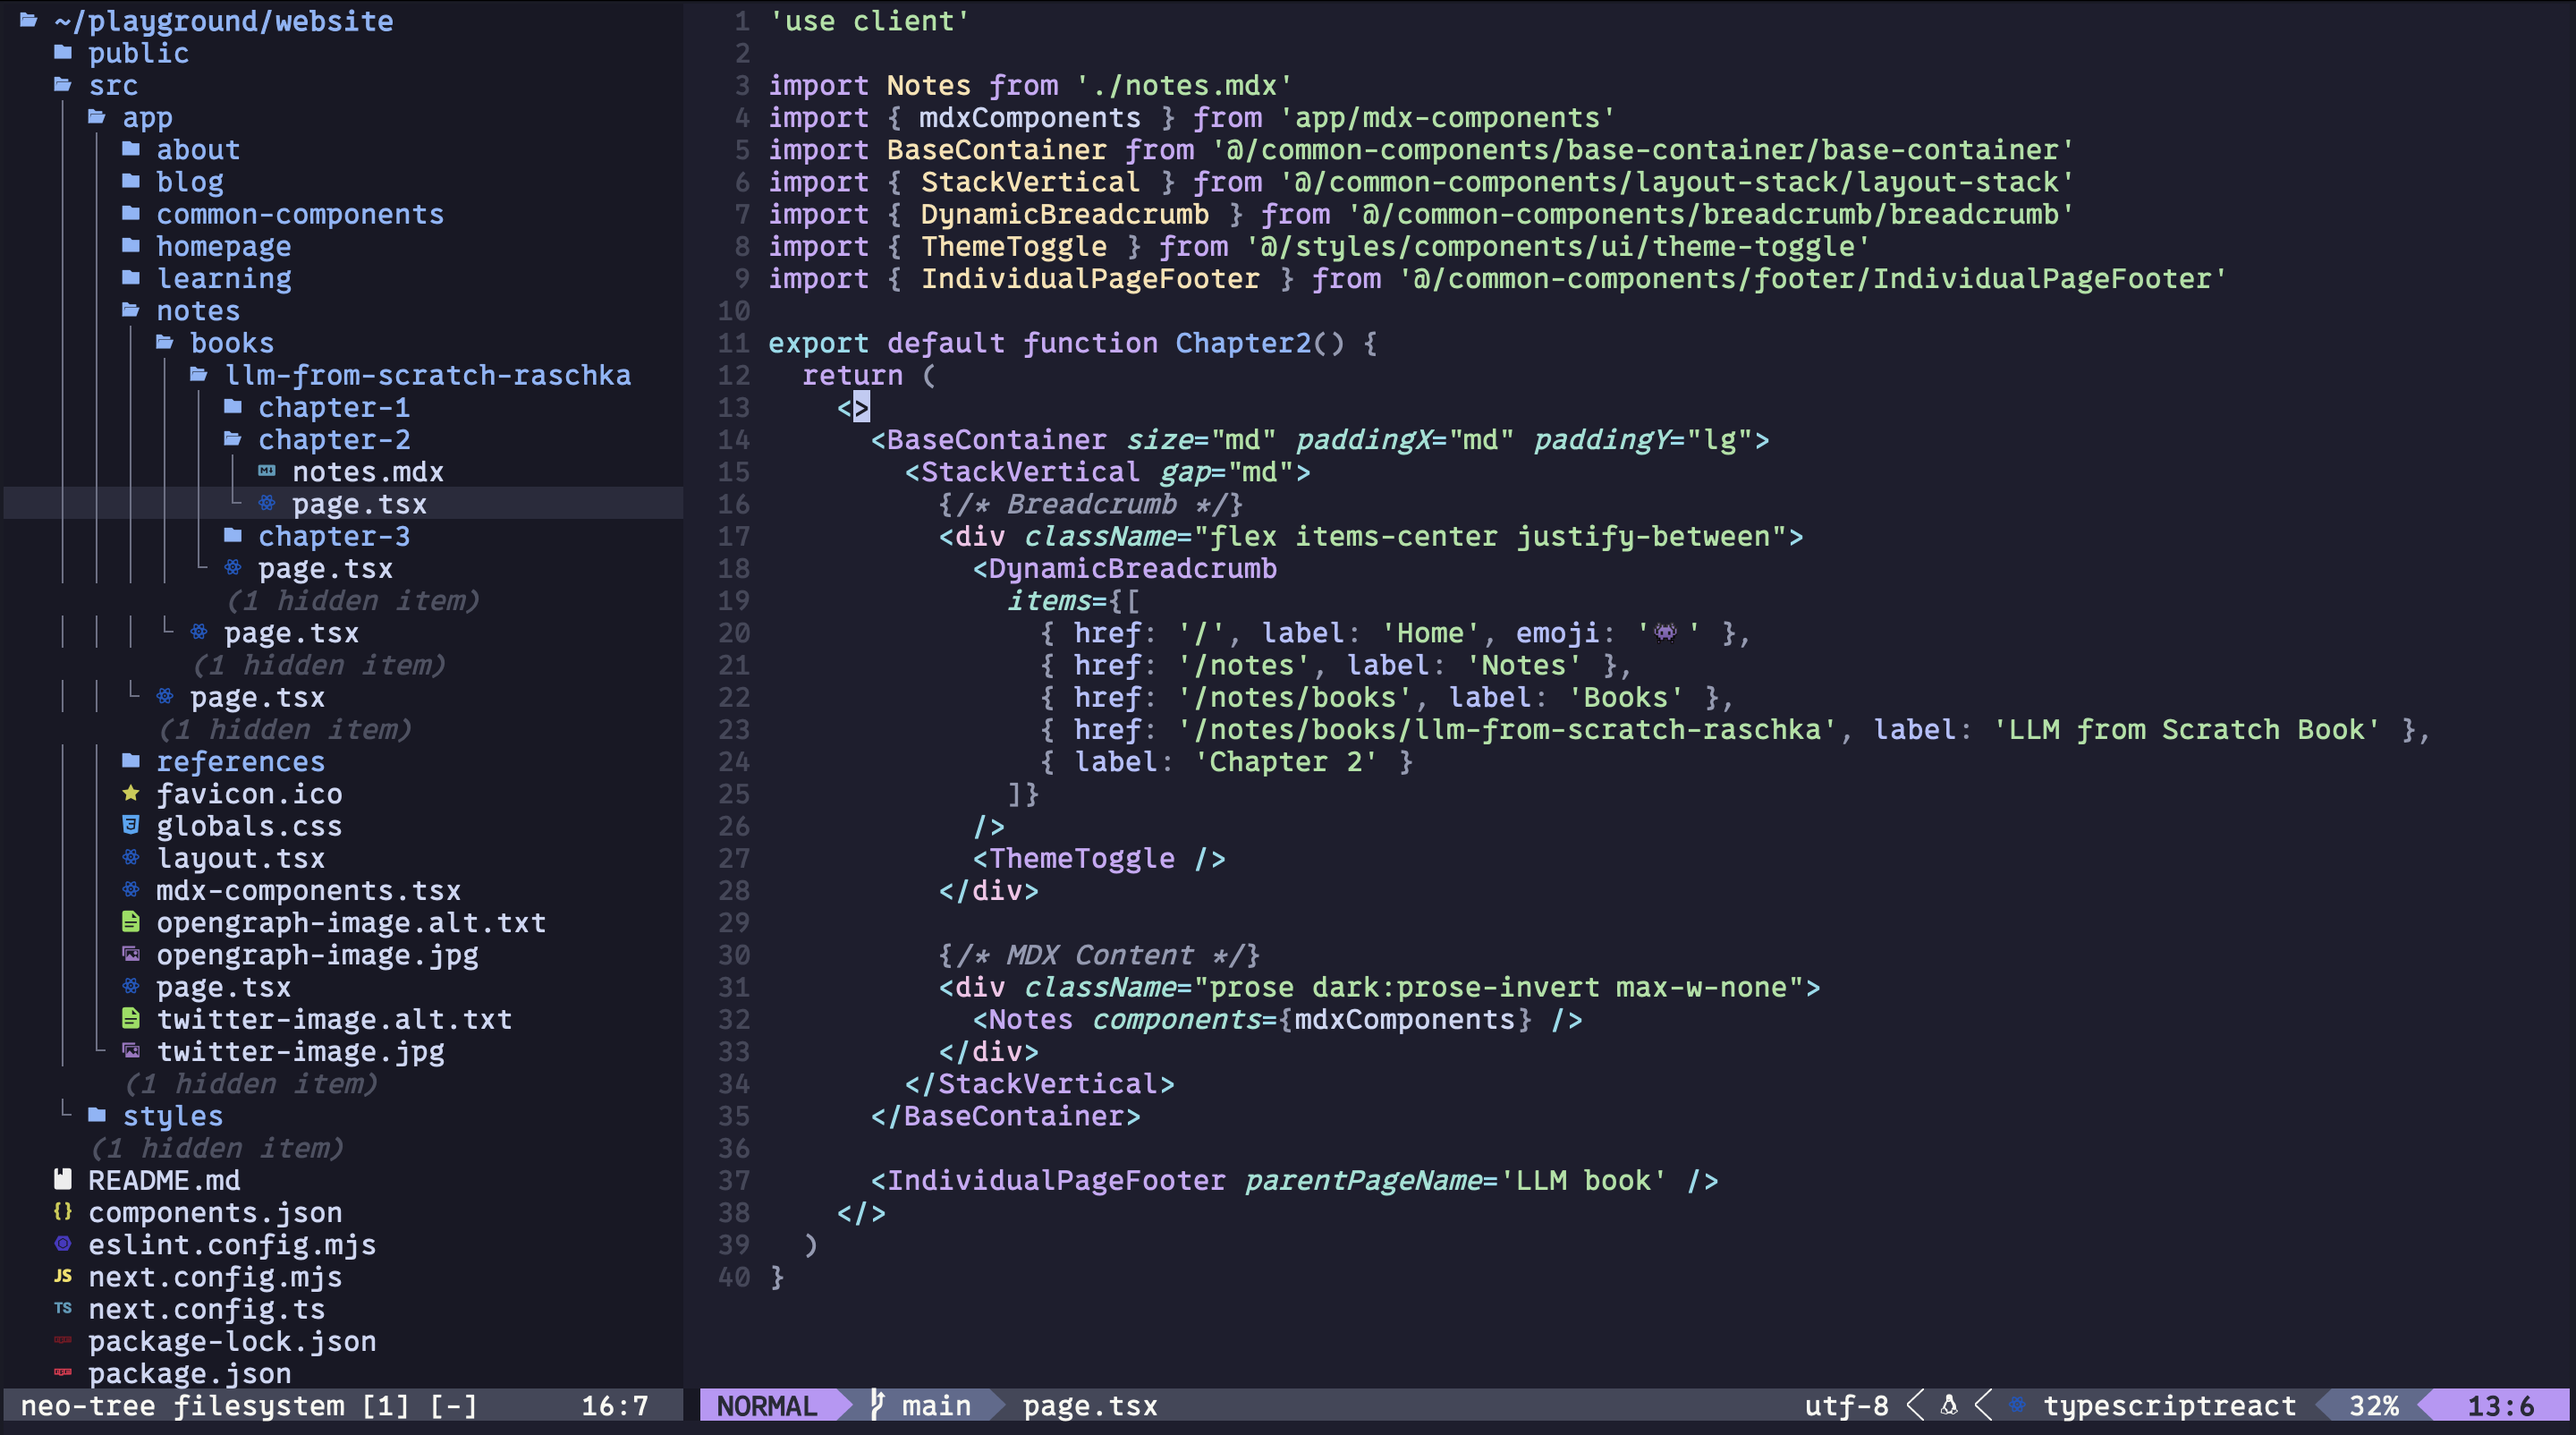 ~/playground/website
public
src
app
about
blog
common-components
homepage
learning
notes
books
llm-from-scratch-raschka
chapter-1
chapter-2
notes.mdx
page.tsx
chapter-3
page.tsx
(1 hidden item)
page.tsx
(1 hidden item)
page.tsx
(1 hidden item)
references
favicon.ico
globals.css
layout.tsx
mdx-components.tsx
opengraph-image.alt.txt
opengraph-image.jpg
page.tsx
twitter-image.alt.txt
twitter-image.jpg
(1 hidden item)
styles
(1 hidden item)
README.md
{} components.json
eslint.config.mjs
JS next.config.mjs
TS next.config.ts
package-lock.json
package.json
neo-tree filesystem [1] [-] 16:7
1 'use client'
2
3 import Notes from './notes.mdx'
4 import { mdxComponents } from 'app/mdx-components'
5 import BaseContainer from '@/common-components/base-container/base-container'
6 import { StackVertical } from '@/common-components/layout-stack/layout-stack'
7 import { DynamicBreadcrumb } from '@/common-components/breadcrumb/breadcrumb'
8 import { ThemeToggle } from '@/styles/components/ui/theme-toggle'
9 import { IndividualPageFooter } from '@/common-components/footer/IndividualPageFooter'
10
11 export default function Chapter2() {
12   return (
13     <>
14       <BaseContainer size="md" paddingX="md" paddingY="lg">
15         <StackVertical gap="md">
16           {/* Breadcrumb */}
17           <div className="flex items-center justify-between">
18             <DynamicBreadcrumb
19               items={[
20                 { href: '/', label: 'Home', emoji: '👾' },
21                 { href: '/notes', label: 'Notes' },
22                 { href: '/notes/books', label: 'Books' },
23                 { href: '/notes/books/llm-from-scratch-raschka', label: 'LLM from Scratch Book' },
24                 { label: 'Chapter 2' }
25               ]}
26             />
27             <ThemeToggle />
28           </div>
29
30           {/* MDX Content */}
31           <div className="prose dark:prose-invert max-w-none">
32             <Notes components={mdxComponents} />
33           </div>
34         </StackVertical>
35       </BaseContainer>
36
37       <IndividualPageFooter parentPageName='LLM book' />
38     </>
39   )
40 }
NORMAL main page.tsx utf-8 typescriptreact 32% 13:6